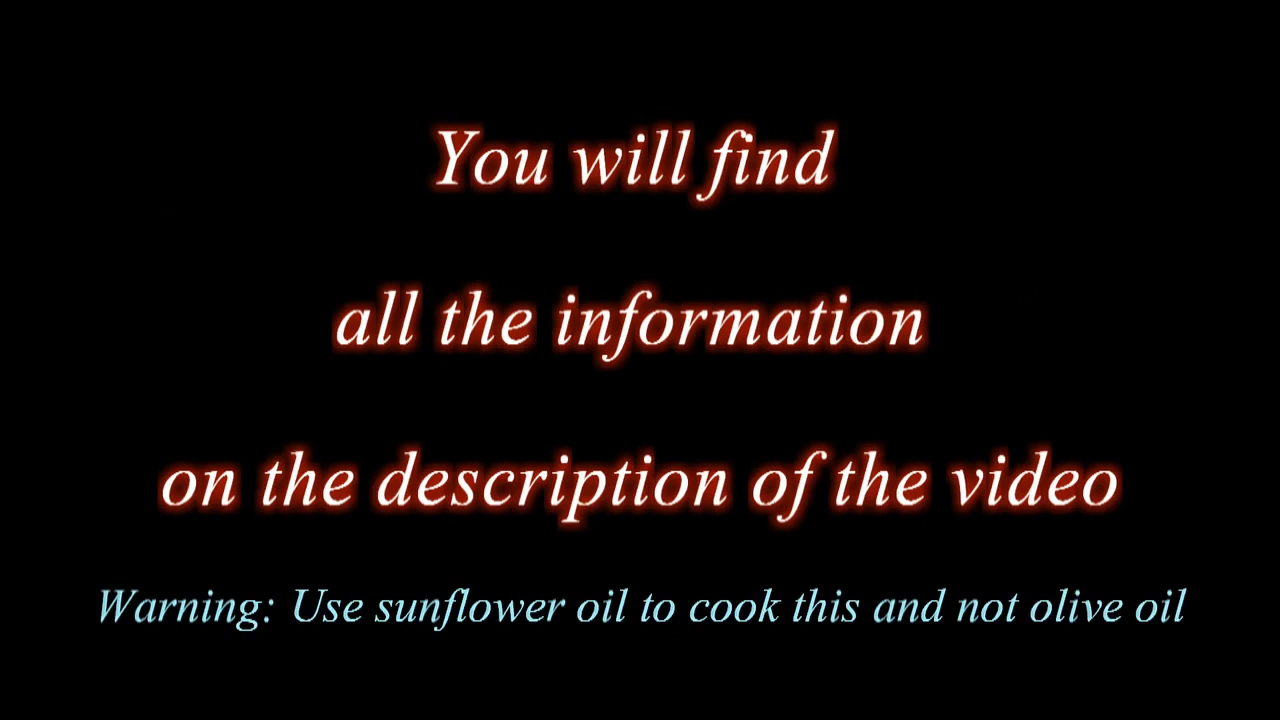 You will find
all the information
on the description of the video
Warning: Use sunflower oil to cook this and not olive oil